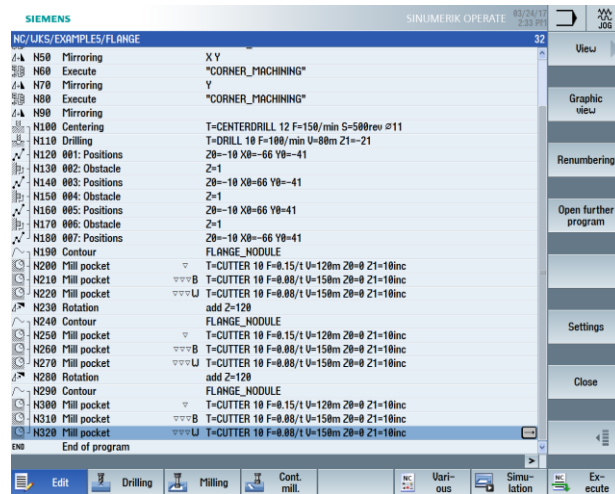 SIEMENS
SINUMERIK OPERATE 03/24/17 2:33 PM
JOG
NC/WKS/EXAMPLE5/FLANGE 32
N50 Mirroring X Y
N60 Execute "CORNER_MACHINING"
N70 Mirroring Y
N80 Execute "CORNER_MACHINING"
N90 Mirroring
N100 Centering T=CENTERDRILL 12 F=150/min S=500rev ø11
N110 Drilling T=DRILL 10 F=100/min V=80m Z1=-21
N120 001: Positions Z0=-10 X0=-66 Y0=-41
N130 002: Obstacle Z=1
N140 003: Positions Z0=-10 X0=66 Y0=-41
N150 004: Obstacle Z=1
N160 005: Positions Z0=-10 X0=66 Y0=41
N170 006: Obstacle Z=1
N180 007: Positions Z0=-10 X0=-66 Y0=41
N190 Contour FLANGE_NODULE
N200 Mill pocket ▽ T=CUTTER 10 F=0.15/t V=120m Z0=0 Z1=10inc
N210 Mill pocket ▽▽▽B T=CUTTER 10 F=0.08/t V=120m Z0=0 Z1=10inc
N220 Mill pocket ▽▽▽U T=CUTTER 10 F=0.08/t V=120m Z0=0 Z1=10inc
N230 Rotation add Z=120
N240 Contour FLANGE_NODULE
N250 Mill pocket ▽ T=CUTTER 10 F=0.15/t V=120m Z0=0 Z1=10inc
N260 Mill pocket ▽▽▽B T=CUTTER 10 F=0.08/t V=150m Z0=0 Z1=10inc
N270 Mill pocket ▽▽▽U T=CUTTER 10 F=0.08/t V=150m Z0=0 Z1=10inc
N280 Rotation add Z=120
N290 Contour FLANGE_NODULE
N300 Mill pocket ▽ T=CUTTER 10 F=0.15/t V=120m Z0=0 Z1=10inc
N310 Mill pocket ▽▽▽B T=CUTTER 10 F=0.08/t V=150m Z0=0 Z1=10inc
N320 Mill pocket ▽▽▽U T=CUTTER 10 F=0.08/t V=150m Z0=0 Z1=10inc
END End of program
View
Graphic
view
Renumbering
Open further
program
Settings
Close
Edit
Drilling
Milling
Cont.
mill.
NC
Vari-
ous
Simu-
lation
NC
Ex-
ecute